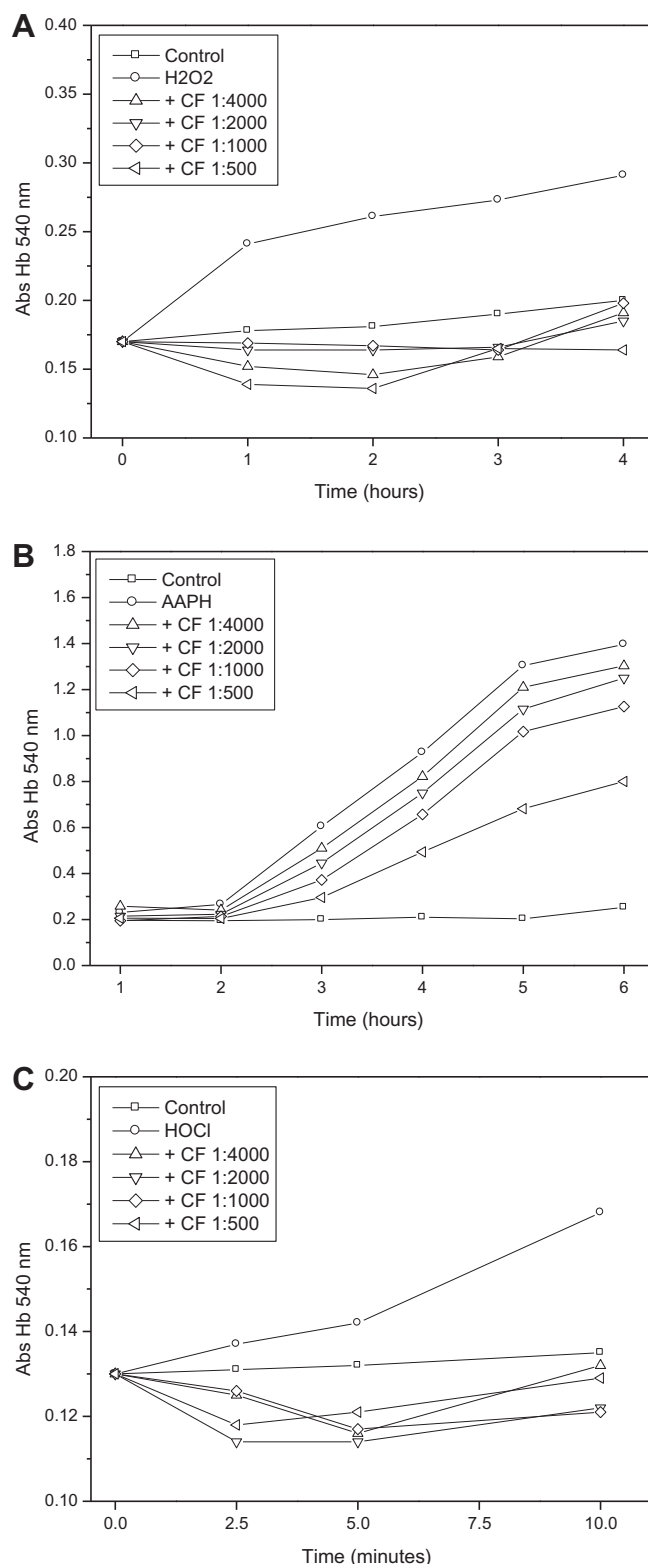 A
0.40
0.35
0.30
0.25
0.20
0.15
0.10
Abs Hb 540 nm
Control
H2O2
+ CF 1:4000
+ CF 1:2000
+ CF 1:1000
+ CF 1:500
0 1 2 3 4
Time (hours)
B
1.8
1.6
1.4
1.2
1.0
0.8
0.6
0.4
0.2
0.0
Abs Hb 540 nm
Control
AAPH
+ CF 1:4000
+ CF 1:2000
+ CF 1:1000
+ CF 1:500
1 2 3 4 5 6
Time (hours)
C
0.20
0.18
0.16
0.14
0.12
0.10
Abs Hb 540 nm
Control
HOCl
+ CF 1:4000
+ CF 1:2000
+ CF 1:1000
+ CF 1:500
0.0 2.5 5.0 7.5 10.0
Time (minutes)